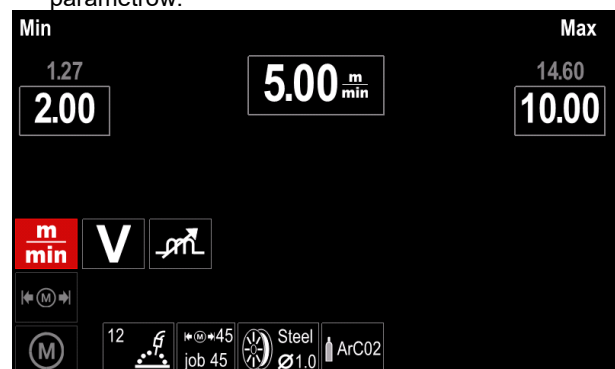 parametrów.
Min Max
1.27 14.60
2.00 5.00 m/min 10.00
m/min V
M
M 12 M 45 job 45 Steel Ø1.0 ArC02